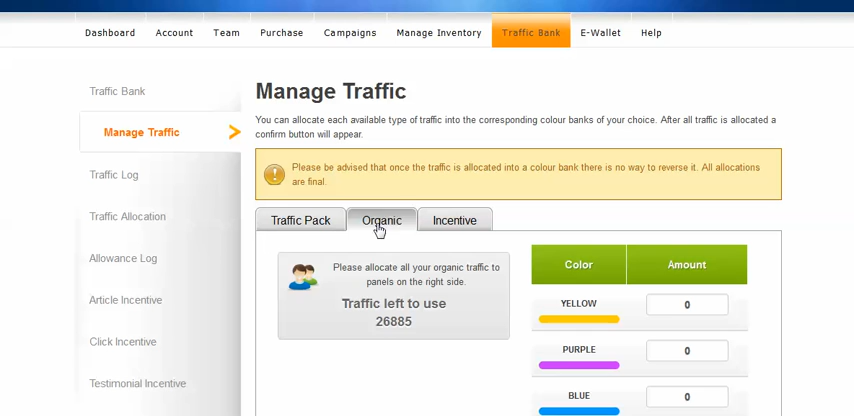 Dashboard Account Team Purchase Campaigns Manage Inventory Traffic Bank E-Wallet Help
Traffic Bank
Manage Traffic
Traffic Log
Traffic Allocation
Allowance Log
Article Incentive
Click Incentive
Testimonial Incentive
Manage Traffic
You can allocate each available type of traffic into the corresponding colour banks of your choice. After all traffic is allocated a
confirm button will appear.
Please be advised that once the traffic is allocated into a colour bank there is no way to reverse it. All allocations
are final.
Traffic Pack Organic Incentive
Please allocate all your organic traffic to
panels on the right side.
Traffic left to use
26885
Color Amount
YELLOW 0
PURPLE 0
BLUE 0